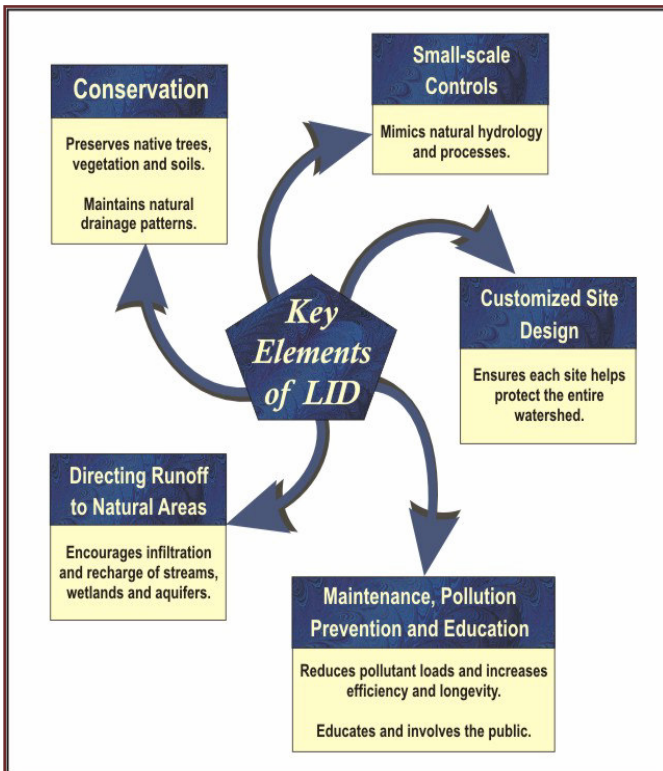 Conservation
Preserves native trees,
vegetation and soils.
Maintains natural
drainage patterns.
Small-scale
Controls
Mimics natural hydrology
and processes.
Key
Elements
of LID
Customized Site
Design
Ensures each site helps
protect the entire
watershed.
Directing Runoff
to Natural Areas
Encourages infiltration
and recharge of streams,
wetlands and aquifers.
Maintenance, Pollution
Prevention and Education
Reduces pollutant loads and increases
efficiency and longevity.
Educates and involves the public.